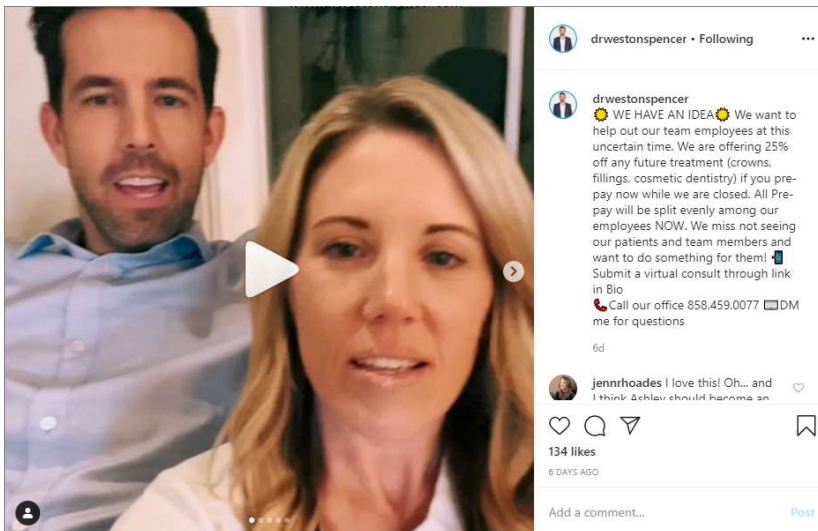 drwestonspencer • Following
drwestonspencer
🌞 WE HAVE AN IDEA🌞 We want to
help out our team employees at this
uncertain time. We are offering 25%
off any future treatment (crowns,
fillings, cosmetic dentistry) if you pre-
pay now while we are closed. All Pre-
pay will be split evenly among our
employees NOW. We miss not seeing
our patients and team members and
want to do something for them! 📲
Submit a virtual consult through link
in Bio
📞Call our office 858.459.0077 ⌨️DM
me for questions
6d
jennrhoades I love this! Oh... and
I think Ashley should become an
134 likes
6 DAYS AGO
Add a comment...
Post